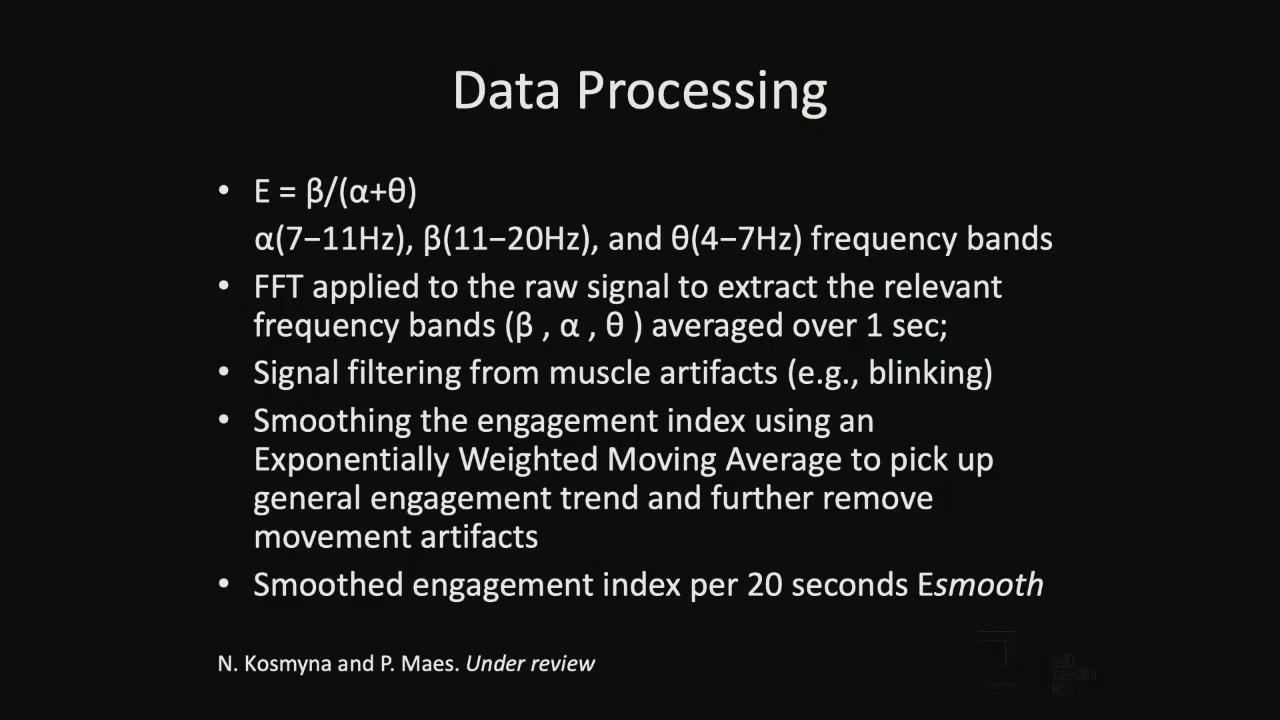 Data Processing
• E = β/(α+θ)
α(7−11Hz), β(11−20Hz), and θ(4−7Hz) frequency bands
• FFT applied to the raw signal to extract the relevant
frequency bands (β , α , θ ) averaged over 1 sec;
• Signal filtering from muscle artifacts (e.g., blinking)
• Smoothing the engagement index using an
Exponentially Weighted Moving Average to pick up
general engagement trend and further remove
movement artifacts
• Smoothed engagement index per 20 seconds Esmooth
N. Kosmyna and P. Maes. Under review